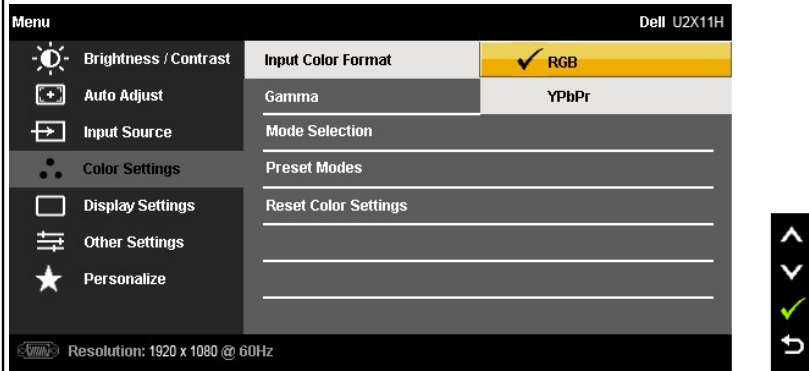 Menu Dell U2X11H
Brightness / Contrast Input Color Format RGB
Auto Adjust Gamma YPbPr
Input Source Mode Selection
Color Settings Preset Modes
Display Settings Reset Color Settings
Other Settings
Personalize
Resolution: 1920 x 1080 @ 60Hz